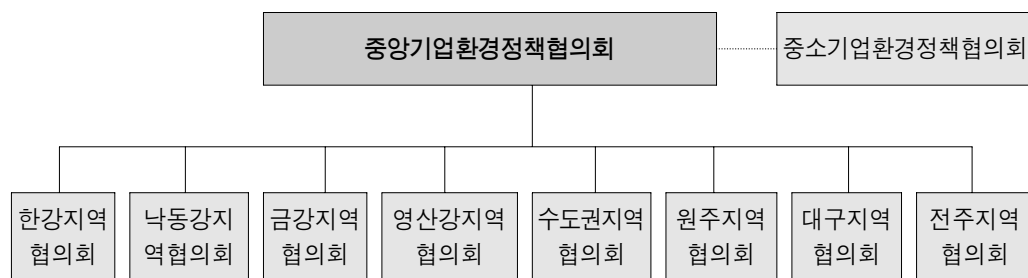 중앙기업환경정책협의회
중소기업환경정책협의회
한강지역
협의회
낙동강지
역협의회
금강지역
협의회
영산강지역
협의회
수도권지역
협의회
원주지역
협의회
대구지역
협의회
전주지역
협의회